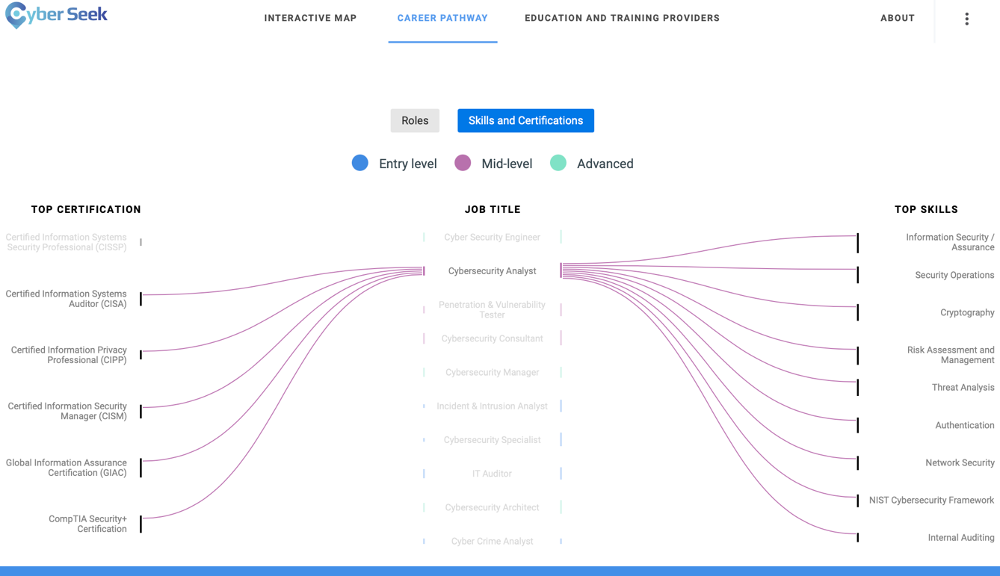 Cyber Seek
INTERACTIVE MAP
CAREER PATHWAY
EDUCATION AND TRAINING PROVIDERS
ABOUT
Roles
Skills and Certifications
Entry level
Mid-level
Advanced
TOP CERTIFICATION
Certified Information Systems
Security Professional (CISSP)
Certified Information Systems
Auditor (CISA)
Certified Information Privacy
Professional (CIPP)
Certified Information Security
Manager (CISM)
Global Information Assurance
Certification (GIAC)
CompTIA Security+
Certification
JOB TITLE
Cyber Security Engineer
Cybersecurity Analyst
Penetration & Vulnerability
Tester
Cybersecurity Consultant
Cybersecurity Manager
Incident & Intrusion Analyst
Cybersecurity Specialist
IT Auditor
Cybersecurity Architect
Cyber Crime Analyst
TOP SKILLS
Information Security /
Assurance
Security Operations
Cryptography
Risk Assessment and
Management
Threat Analysis
Authentication
Network Security
NIST Cybersecurity Framework
Internal Auditing